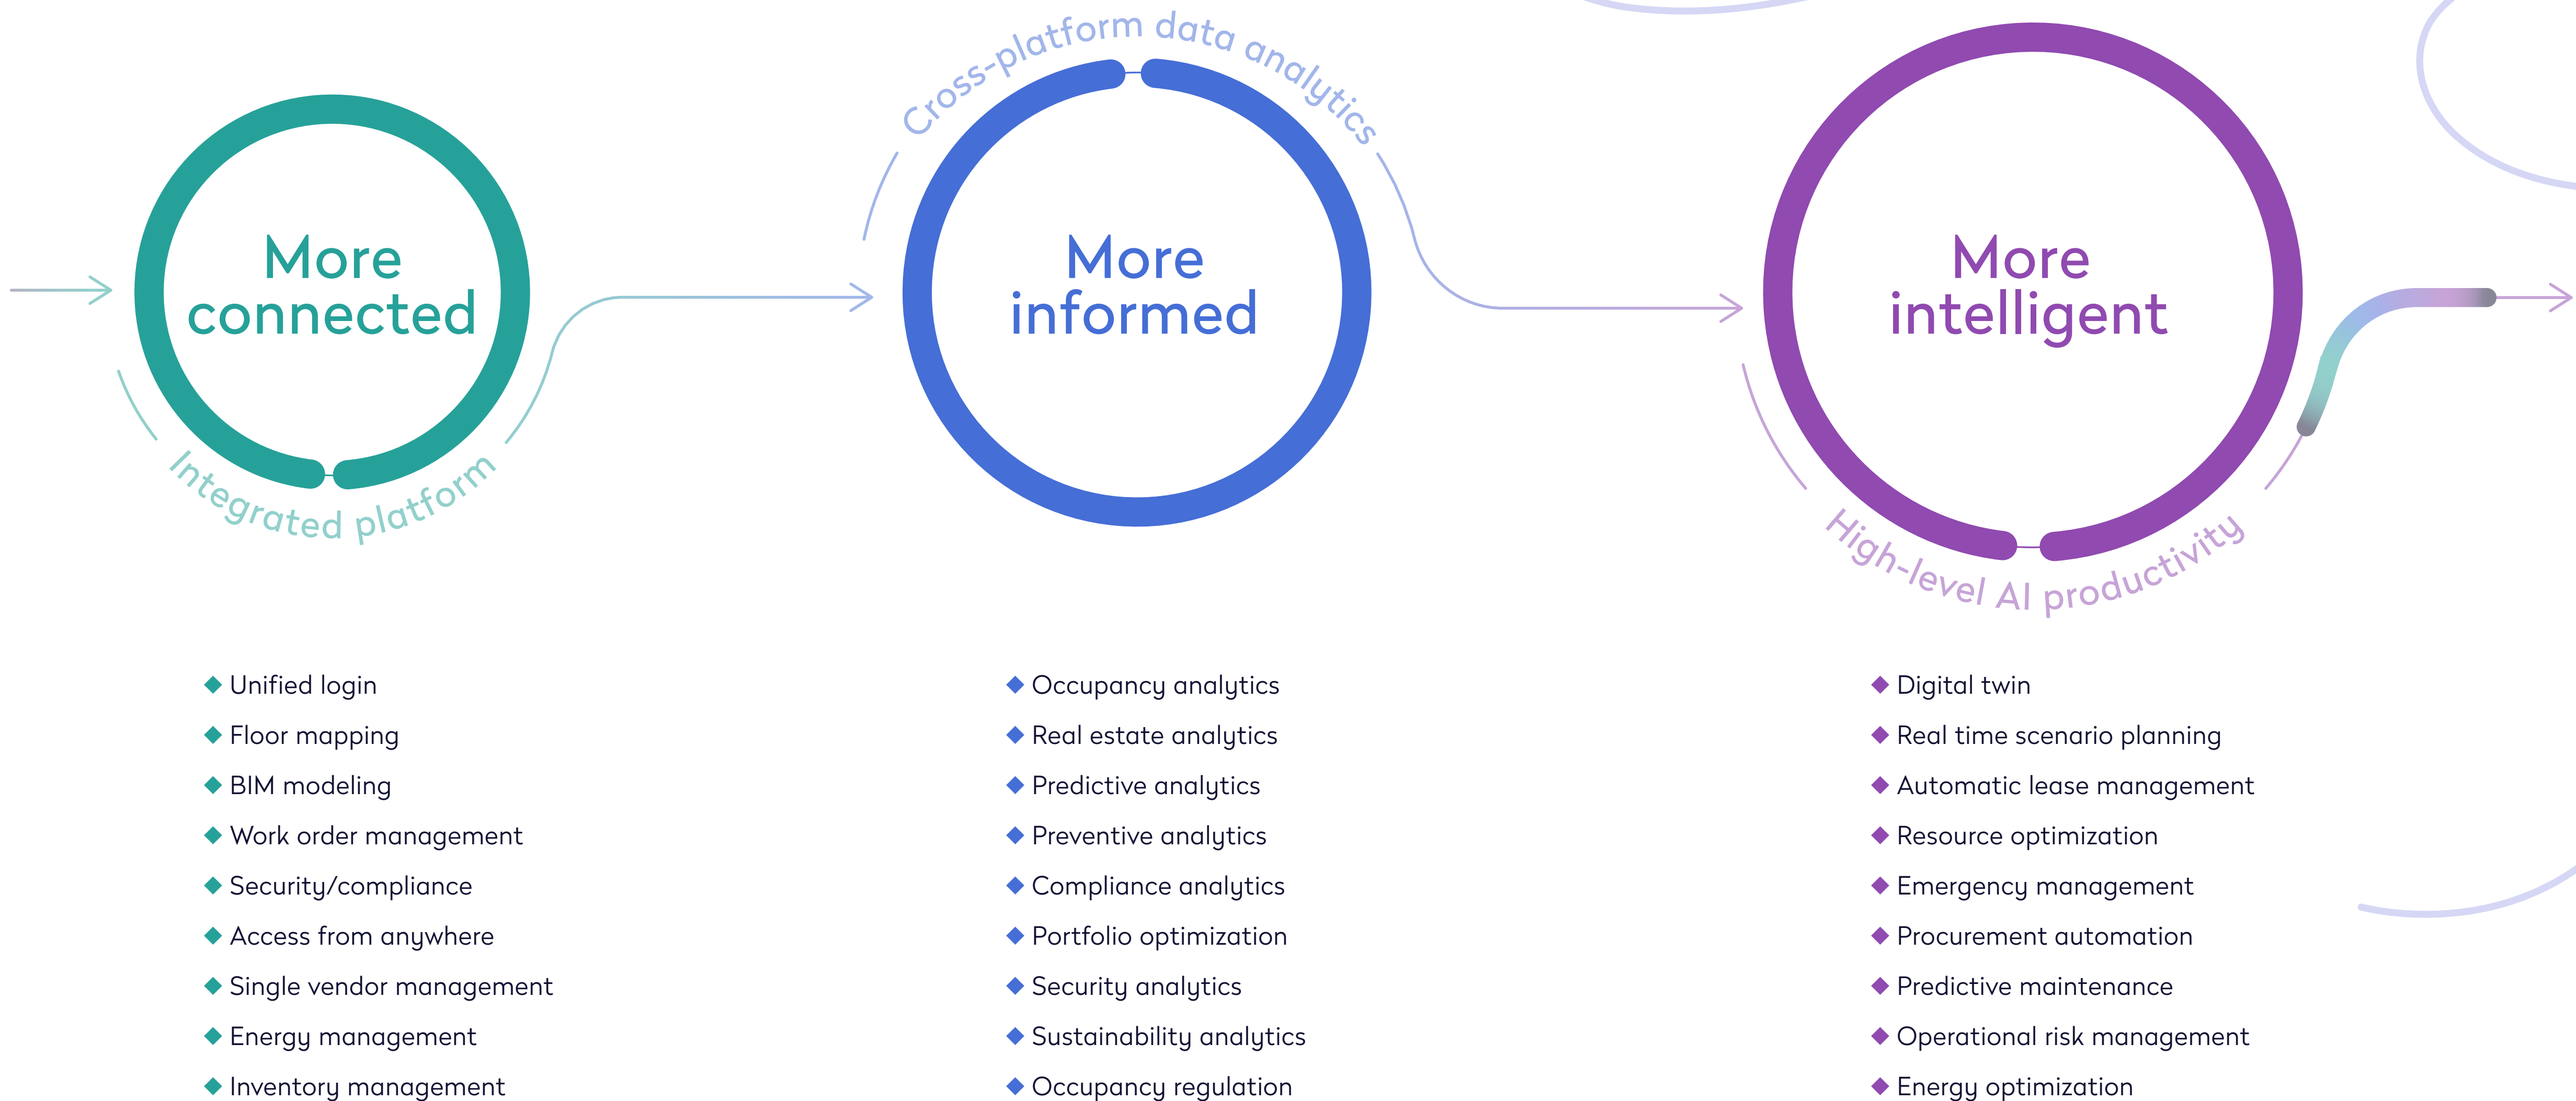 Cross-platform data analytics
More
connected
More
informed
More
intelligent
Integrated platform
High-level AI productivity
Unified login
Floor mapping
BIM modeling
Work order management
Security/compliance
Access from anywhere
Single vendor management
Energy management
Inventory management
Occupancy analytics
Real estate analytics
Predictive analytics
Preventive analytics
Compliance analytics
Portfolio optimization
Security analytics
Sustainability analytics
Occupancy regulation
Digital twin
Real time scenario planning
Automatic lease management
Resource optimization
Emergency management
Procurement automation
Predictive maintenance
Operational risk management
Energy optimization